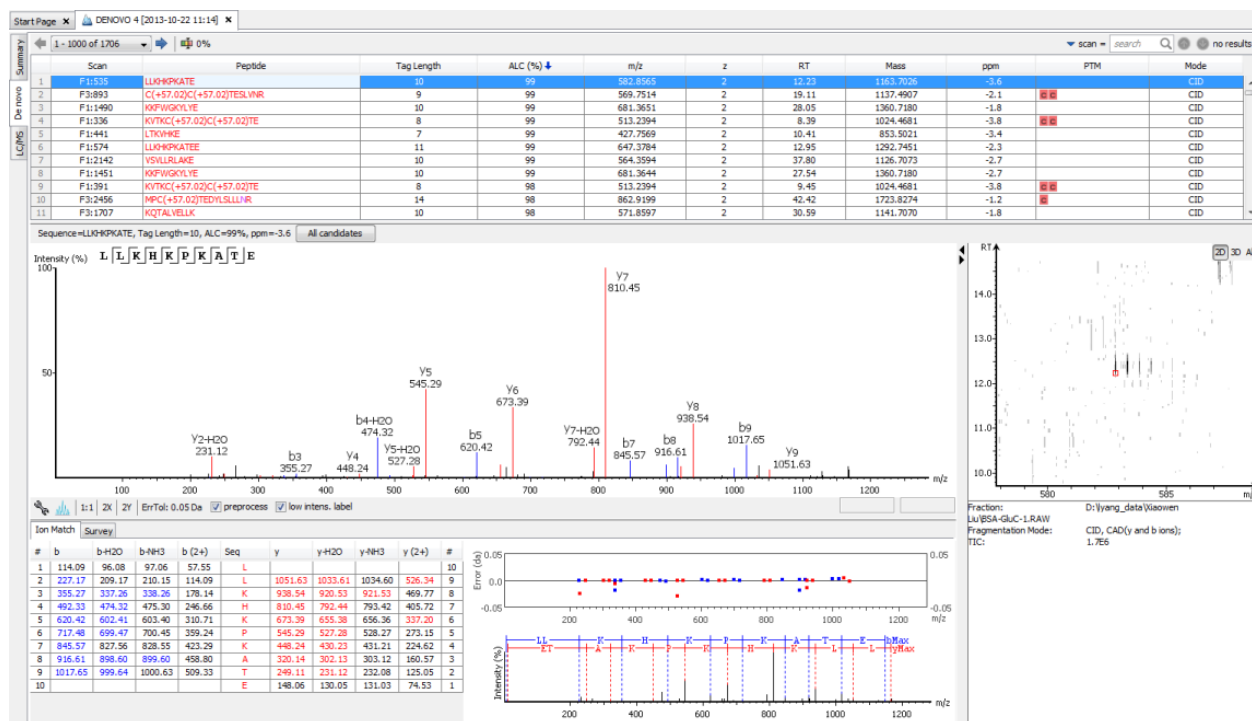 Start Page × DENOVO 4 [2013-10-22 11:14] ×
1 - 1000 of 1706 0% scan = search no results
Summary
De novo
LC/MS
Scan Peptide Tag Length ALC (%) m/z z RT Mass ppm PTM Mode
1 F1:535 LLKHKPKATE 10 99 582.8565 2 12.23 1163.7026 -3.6 CID
2 F3:893 C(+57.02)C(+57.02)TESLVNR 9 99 569.7514 2 19.11 1137.4907 -2.1 C C CID
3 F1:1490 KKFWGKYLYE 10 99 681.3651 2 28.05 1360.7180 -1.8 CID
4 F1:336 KVTKC(+57.02)C(+57.02)TE 8 99 513.2394 2 8.39 1024.4681 -3.8 C C CID
5 F1:441 LTKVHKE 7 99 427.7569 2 10.41 853.5021 -3.4 CID
6 F1:574 LLKHKPKATEE 11 99 647.3784 2 12.95 1292.7451 -2.3 CID
7 F1:2142 VSVLLRLAKE 10 99 564.3594 2 37.80 1126.7073 -2.7 CID
8 F1:1451 KKFWGKYLYE 10 99 681.3644 2 27.54 1360.7180 -2.7 CID
9 F1:391 KVTKC(+57.02)C(+57.02)TE 8 98 513.2394 2 9.45 1024.4681 -3.8 C C CID
10 F3:2456 MPC(+57.02)TEDYLSLLLNR 14 98 862.9199 2 42.42 1723.8274 -1.2 C CID
11 F3:1707 KQTALVELLK 10 98 571.8597 2 30.59 1141.7070 -1.8 CID
Sequence=LLKHKPKATE, Tag Length=10, ALC=99%, ppm=-3.6 All candidates
Intensity (%) L L K H K P K A T E
100
50
y7
810.45
y5
545.29
y6
673.39
y8
938.54
b4-H2O
474.32
b5
620.42
y7-H2O
792.44
b7
845.57
b8
916.61
b9
1017.65
y9
1051.63
y2-H2O
231.12
b3
355.27
y4
448.24
y5-H2O
527.28
100 200 300 400 500 600 700 800 900 1000 1100 1200 m/z
RT
2D 3D
14.0
13.0
12.0
11.0
10.0
580 585
1:1 2X 2Y ErrTol: 0.05 Da preprocess low intens. label
Fraction: D:\lyang_data\Xiaowen
Liu\BSA-GluC-1.RAW
Fragmentation Mode: CID, CAD(y and b ions);
TIC: 1.7E6
Ion Match Survey
# b b-H2O b-NH3 b (2+) Seq y y-H2O y-NH3 y (2+) #
1 114.09 96.08 97.06 57.55 L 10
2 227.17 209.17 210.15 114.09 L 1051.63 1033.61 1034.60 526.34 9
3 355.27 337.26 338.26 178.14 K 938.54 920.53 921.53 469.77 8
4 492.33 474.32 475.30 246.66 H 810.45 792.44 793.42 405.72 7
5 620.42 602.41 603.40 310.71 K 673.39 655.38 656.36 337.20 6
6 717.48 699.47 700.45 359.24 P 545.29 527.28 528.27 273.15 5
7 845.57 827.56 828.55 423.29 K 448.24 430.23 431.21 224.62 4
8 916.61 898.60 899.60 458.80 A 320.14 302.13 303.12 160.57 3
9 1017.65 999.64 1000.63 509.33 T 249.11 231.12 232.08 125.05 2
10 E 148.06 130.05 131.03 74.53 1
Error (da)
0.05 0.05
0.0
-0.05 -0.05
200 400 600 800 1000 1200 m/z
LL K H K P K A T E bMax
ET A K P K H K L L yMax
Intensity (%)
200 400 600 800 1000 1200 m/z